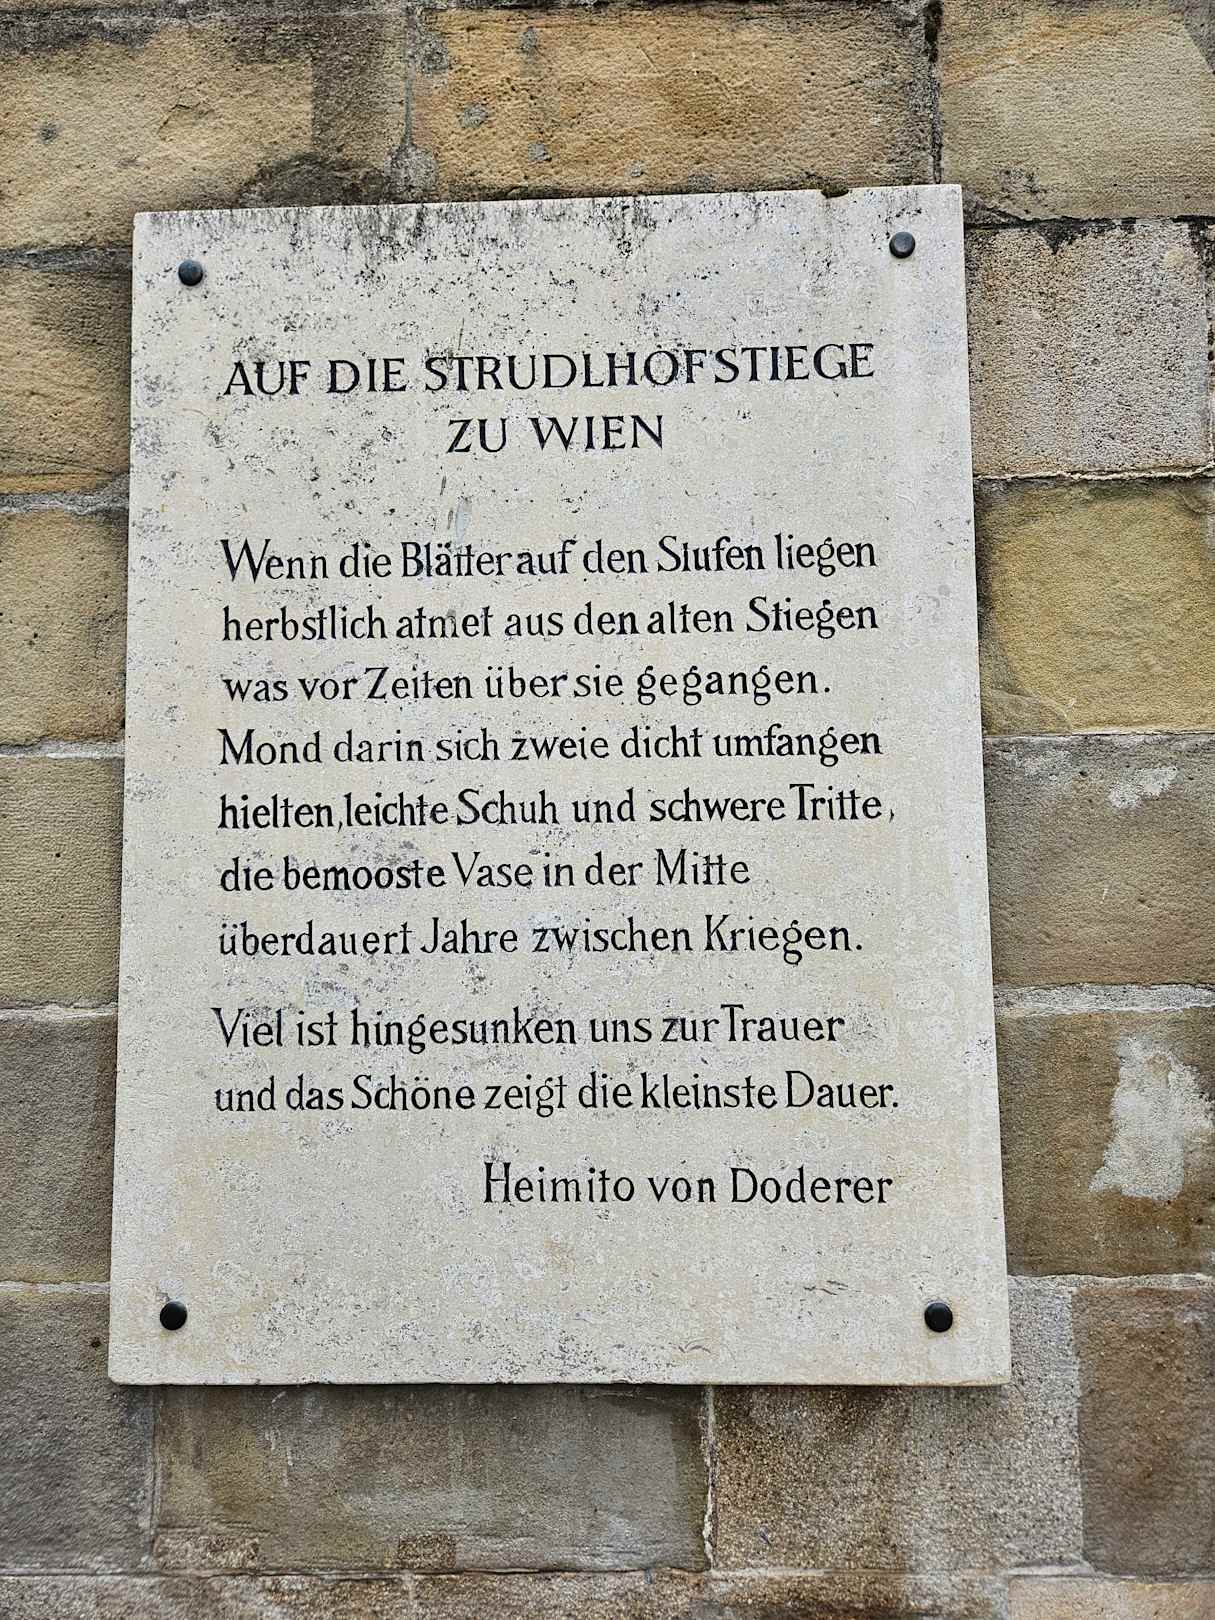 AUF DIE STRUDLHOFSTIEGE
ZU WIEN
Wenn die Blätter auf den Stufen liegen
herbstlich atmet aus den alten Stiegen
was vor Zeiten über sie gegangen.
Mond darin sich zweie dicht umfangen
hielten, leichte Schuh und schwere Tritte,
die bemooste Vase in der Mitte
überdauert Jahre zwischen Kriegen.
Viel ist hingesunken uns zur Trauer
und das Schöne zeigt die kleinste Dauer.
Heimito von Doderer